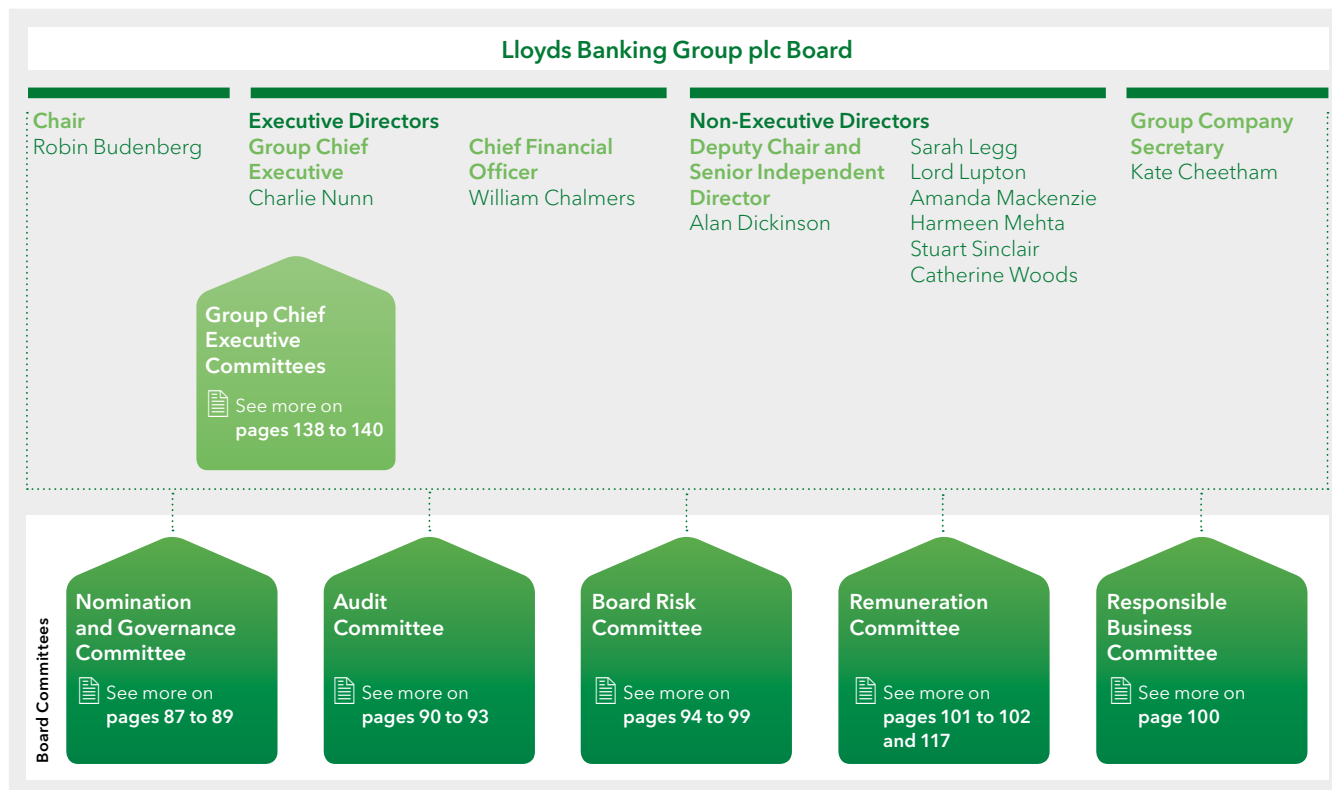 Lloyds Banking Group plc Board
Chair
Robin Budenberg
Executive Directors
Group Chief
Executive
Charlie Nunn
Chief Financial
Officer
William Chalmers
Non-Executive Directors
Deputy Chair and
Senior Independent
Director
Alan Dickinson
Sarah Legg
Lord Lupton
Amanda Mackenzie
Harmeen Mehta
Stuart Sinclair
Catherine Woods
Group Company
Secretary
Kate Cheetham
Group Chief
Executive
Committees
See more on
pages 138 to 140
Board Committees
Nomination
and Governance
Committee
See more on
pages 87 to 89
Audit
Committee
See more on
pages 90 to 93
Board Risk
Committee
See more on
pages 94 to 99
Remuneration
Committee
See more on
pages 101 to 102
and 117
Responsible
Business
Committee
See more on
page 100